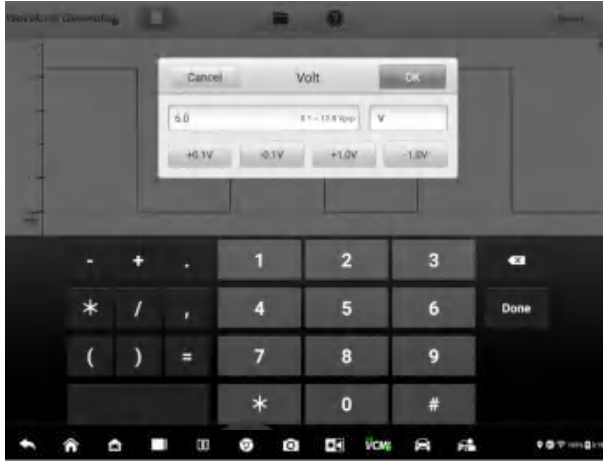 Cancel Volt OK
5.0 V
+0.1V -0.1V +1.0V -1.0V
- + . 1 2 3
* / , 4 5 6 Done
( ) = 7 8 9
* 0 #
VCMI